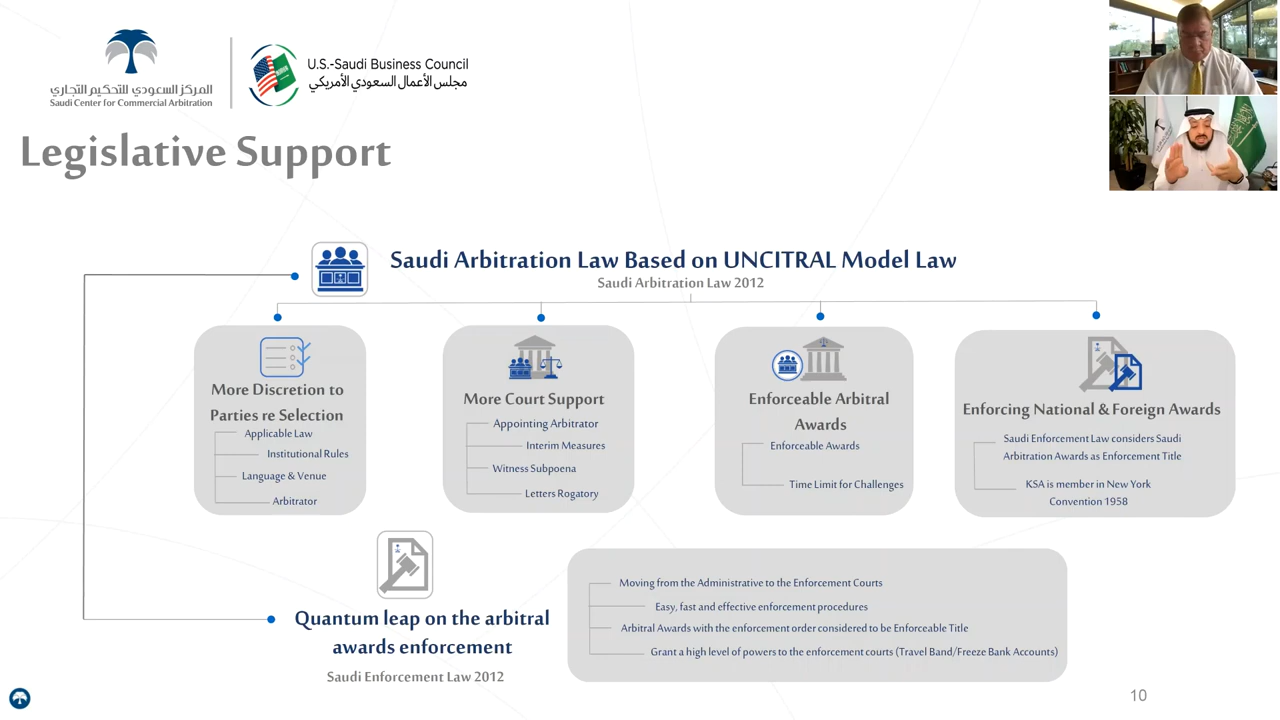 المركز السعودي للتحكيم التجاري
Saudi Center for Commercial Arbitration
U.S.-Saudi Business Council
مجلس الأعمال السعودي الأمريكي
Legislative Support
Saudi Arbitration Law Based on UNCITRAL Model Law
Saudi Arbitration Law 2012
More Discretion to
Parties re Selection
Applicable Law
Institutional Rules
Language & Venue
Arbitrator
More Court Support
Appointing Arbitrator
Interim Measures
Witness Subpoena
Letters Rogatory
Enforceable Arbitral
Awards
Enforceable Awards
Time Limit for Challenges
Enforcing National & Foreign Awards
Saudi Enforcement Law considers Saudi
Arbitration Awards as Enforcement Title
KSA is member in New York
Convention 1958
Quantum leap on the arbitral
awards enforcement
Saudi Enforcement Law 2012
Moving from the Administrative to the Enforcement Courts
Easy, fast and effective enforcement procedures
Arbitral Awards with the enforcement order considered to be Enforceable Title
Grant a high level of powers to the enforcement courts (Travel Band/Freeze Bank Accounts)
10